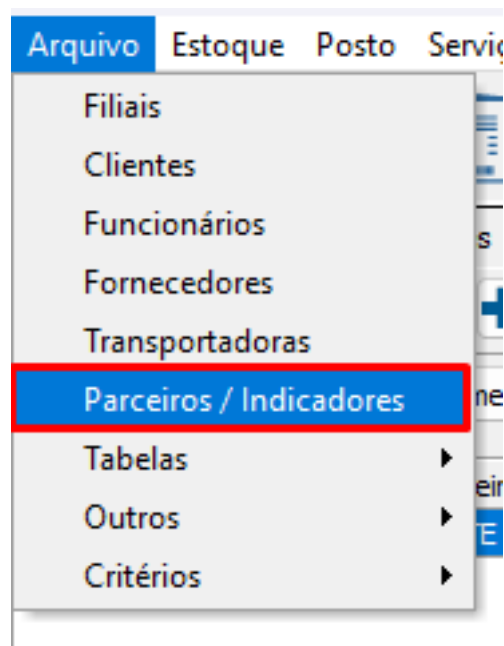 Arquivo Estoque Posto
Filiais
Clientes
Funcionários
Fornecedores
Transportadoras
Parceiros / Indicadores
Tabelas
Outros
Critérios